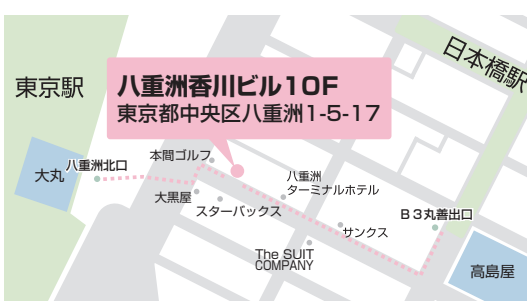 日本橋駅
東京駅
八重洲香川ビル10F
東京都中央区八重洲1-5-17
本間ゴルフ
八重洲北口
大丸
大黒屋
スターバックス
八重洲
ターミナルホテル
サンクス
B3丸善出口
The SUIT
COMPANY
高島屋